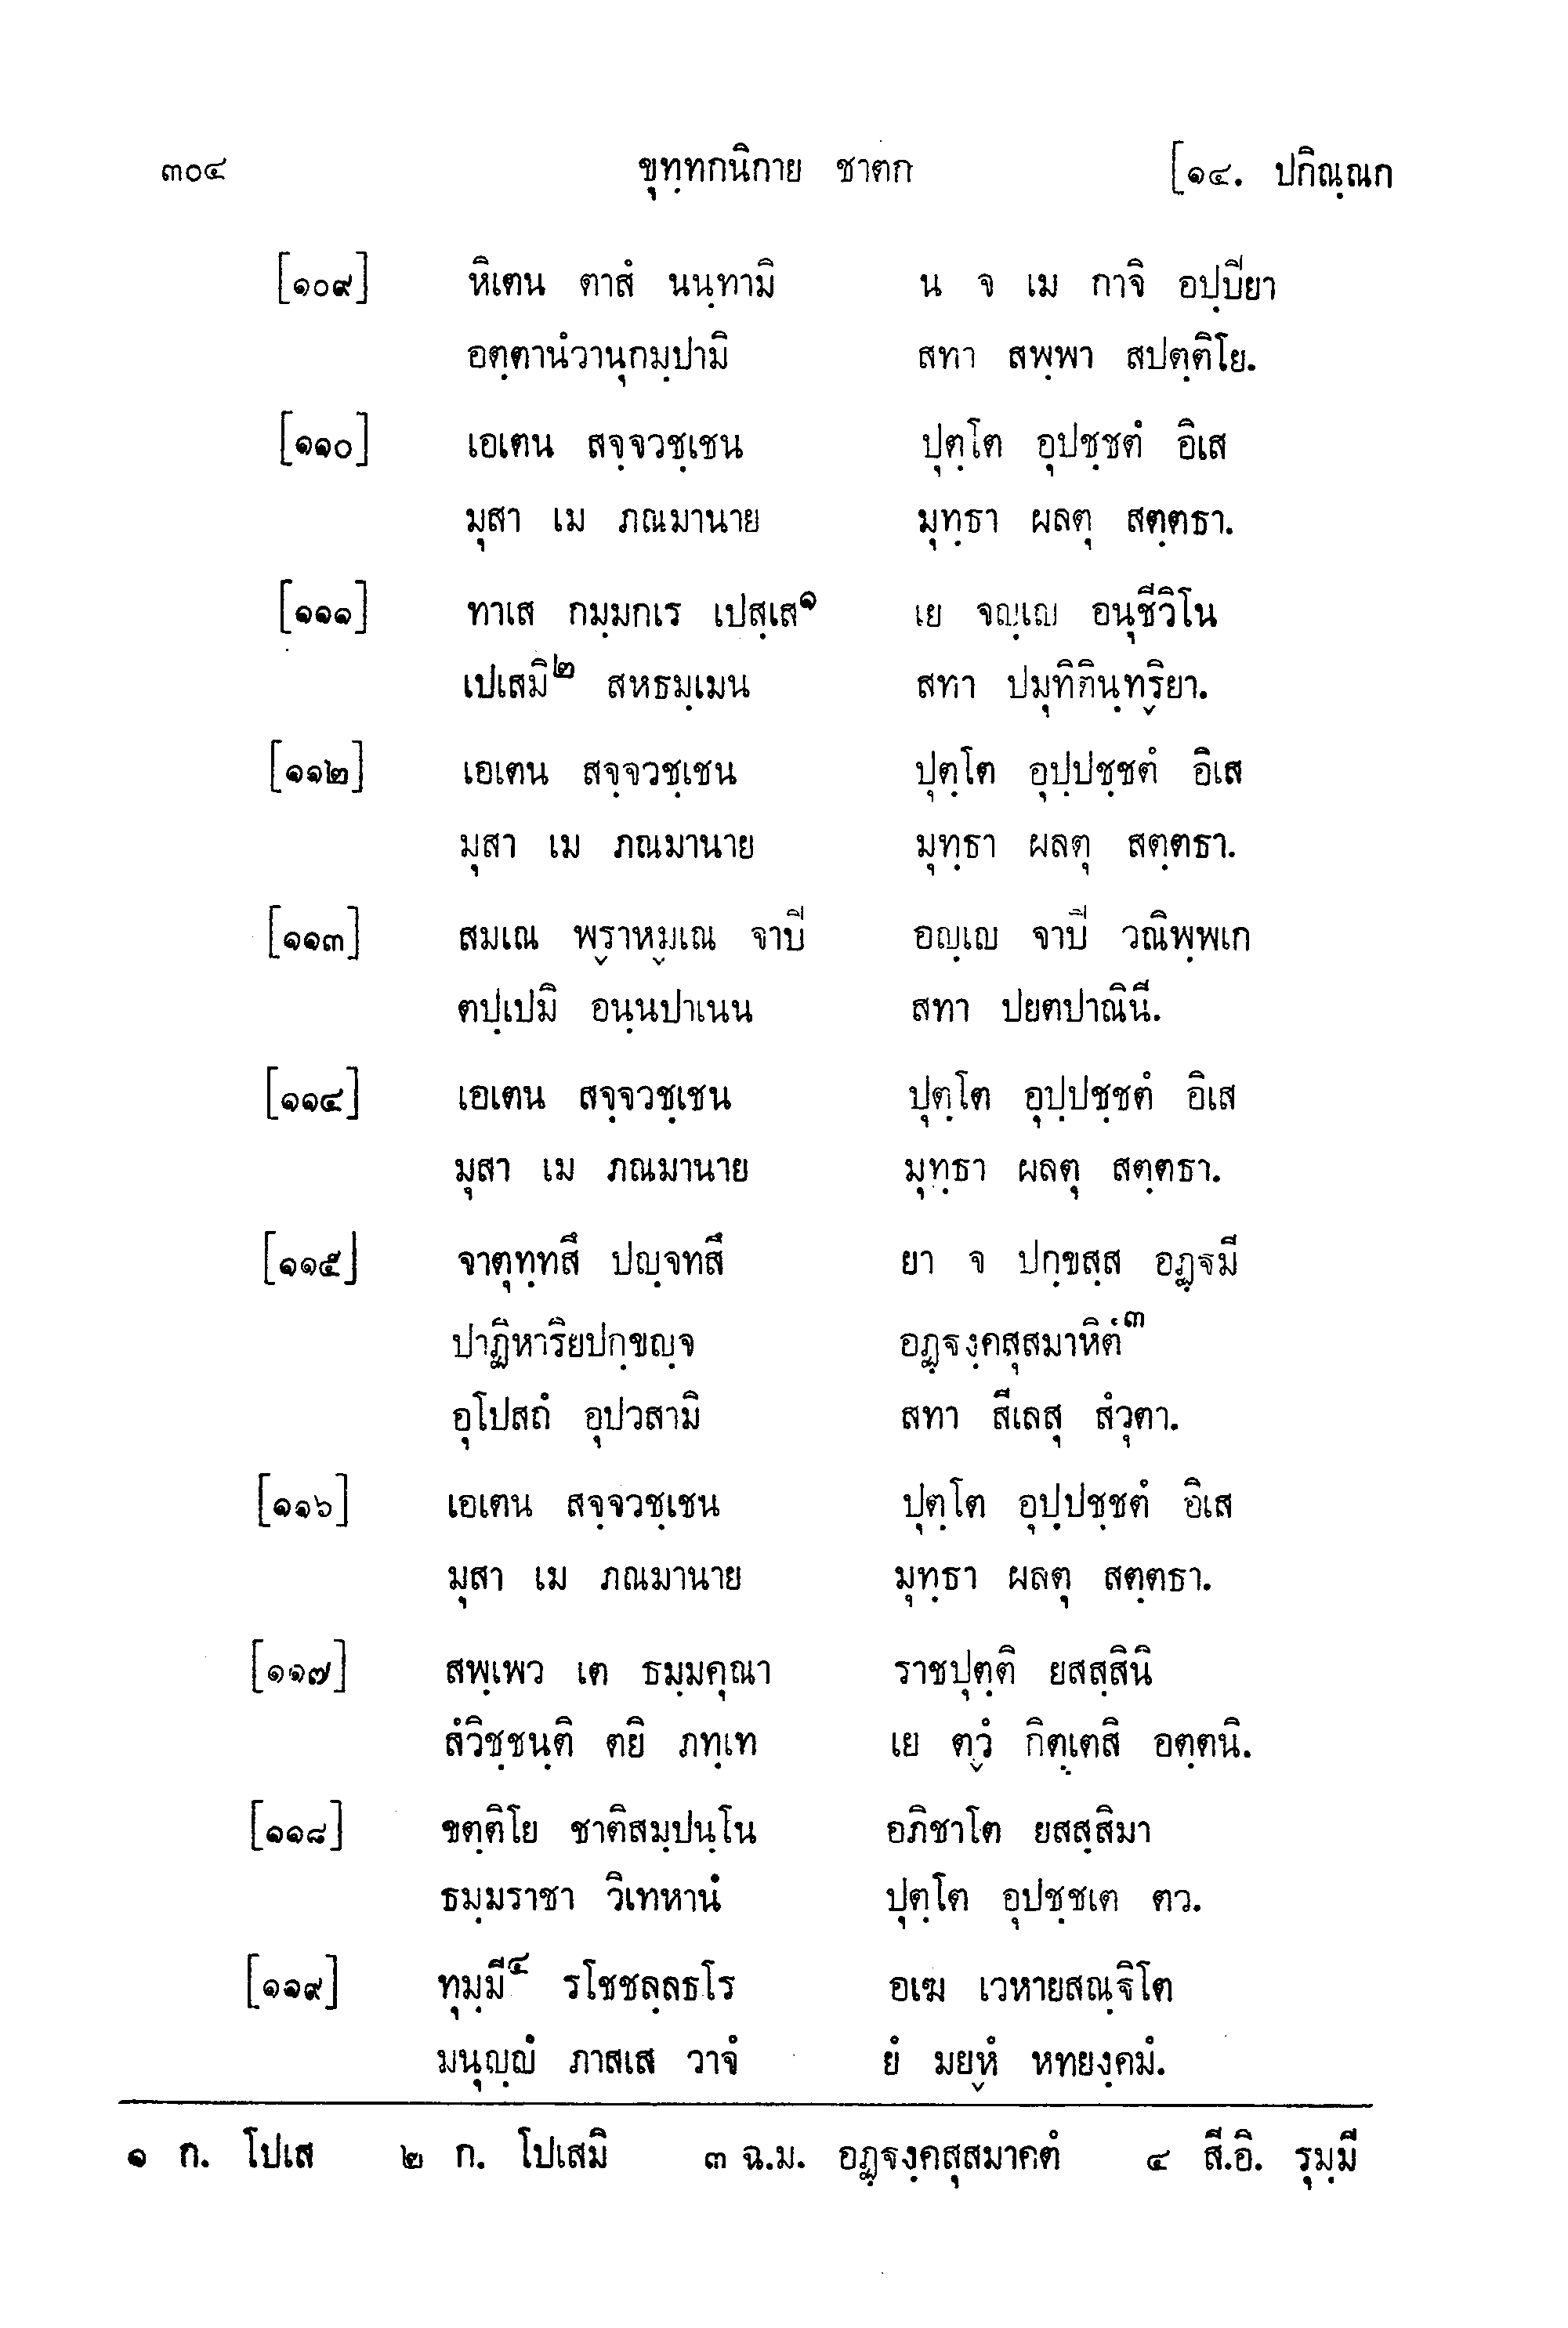 ๓๐๔ ขุทฺทกนิกาย ชาตก [๑๔. ปกิณฺณก
[๑๐๙] หิเตน ตาสํ นนฺทามิ น จ เม กาจิ อปฺปิยา
อตฺตานํวานุกมฺปามิ สทา สพฺพา สปตฺติโย.
[๑๑๐] เอเตน สจฺจวชฺเชน ปุตฺโต อุปชฺชตํ อิเส
มุสา เม ภณมานาย มุทฺธา ผลตุ สตฺตธา.
[๑๑๑] ทาเส กมฺมกเร เปสฺเส๑ เย จญฺเญ อนุชีวิโน
เปเสมิ๒ สหธมฺเมน สทา ปมุทิตินฺทฺริยา.
[๑๑๒] เอเตน สจฺจวชฺเชน ปุตฺโต อุปฺปชฺชตํ อิเส
มุสา เม ภณมานาย มุทฺธา ผลตุ สตฺตธา.
[๑๑๓] สมเณ พฺราหฺมเณ จาปิ อญฺเญ จาปิ วณิพฺพเก
ตปฺเปมิ อนฺนปาเนน สทา ปยตปาณินี.
[๑๑๔] เอเตน สจฺจวชฺเชน ปุตฺโต อุปฺปชฺชตํ อิเส
มุสา เม ภณมานาย มุทฺธา ผลตุ สตฺตธา.
[๑๑๕] จาตุทฺทสึ ปญฺจทสึ ยา จ ปกฺขสฺส อฏฺฐมี
ปาฏิหาริยปกฺขญฺจ อฏฺฐงฺคสุสมาหิตํ๓
อุโปสถํ อุปวสามิ สทา สีเลสุ สํวุตา.
[๑๑๖] เอเตน สจฺจวชฺเชน ปุตฺโต อุปฺปชฺชตํ อิเส
มุสา เม ภณมานาย มุทฺธา ผลตุ สตฺตธา.
[๑๑๗] สพฺเพว เต ธมฺมคุณา ราชปุตฺติ ยสสฺสินิ
สํวิชฺชนฺติ ตยิ ภทฺเท เย ตฺวํ กิตฺเตสิ อตฺตนิ.
[๑๑๘] ขตฺติโย ชาติสมฺปนฺโน อภิชาโต ยสสฺสิมา
ธมฺมราชา วิเทหานํ ปุตฺโต อุปชฺชเต ตว.
[๑๑๙] ทุมฺมี๔ รโชชลฺลธโร อเฆ เวหายสณฺฐิโต
มนุญฺญํ ภาสเส วาจํ ยํ มยฺหํ หทยงฺคมํ.
๑ ก. โปเส ๒ ก. โปเสมิ ๓ ฉ.ม. อฏฺฐงฺคสุสมาคตํ ๔ สี.อิ. รุมฺมี